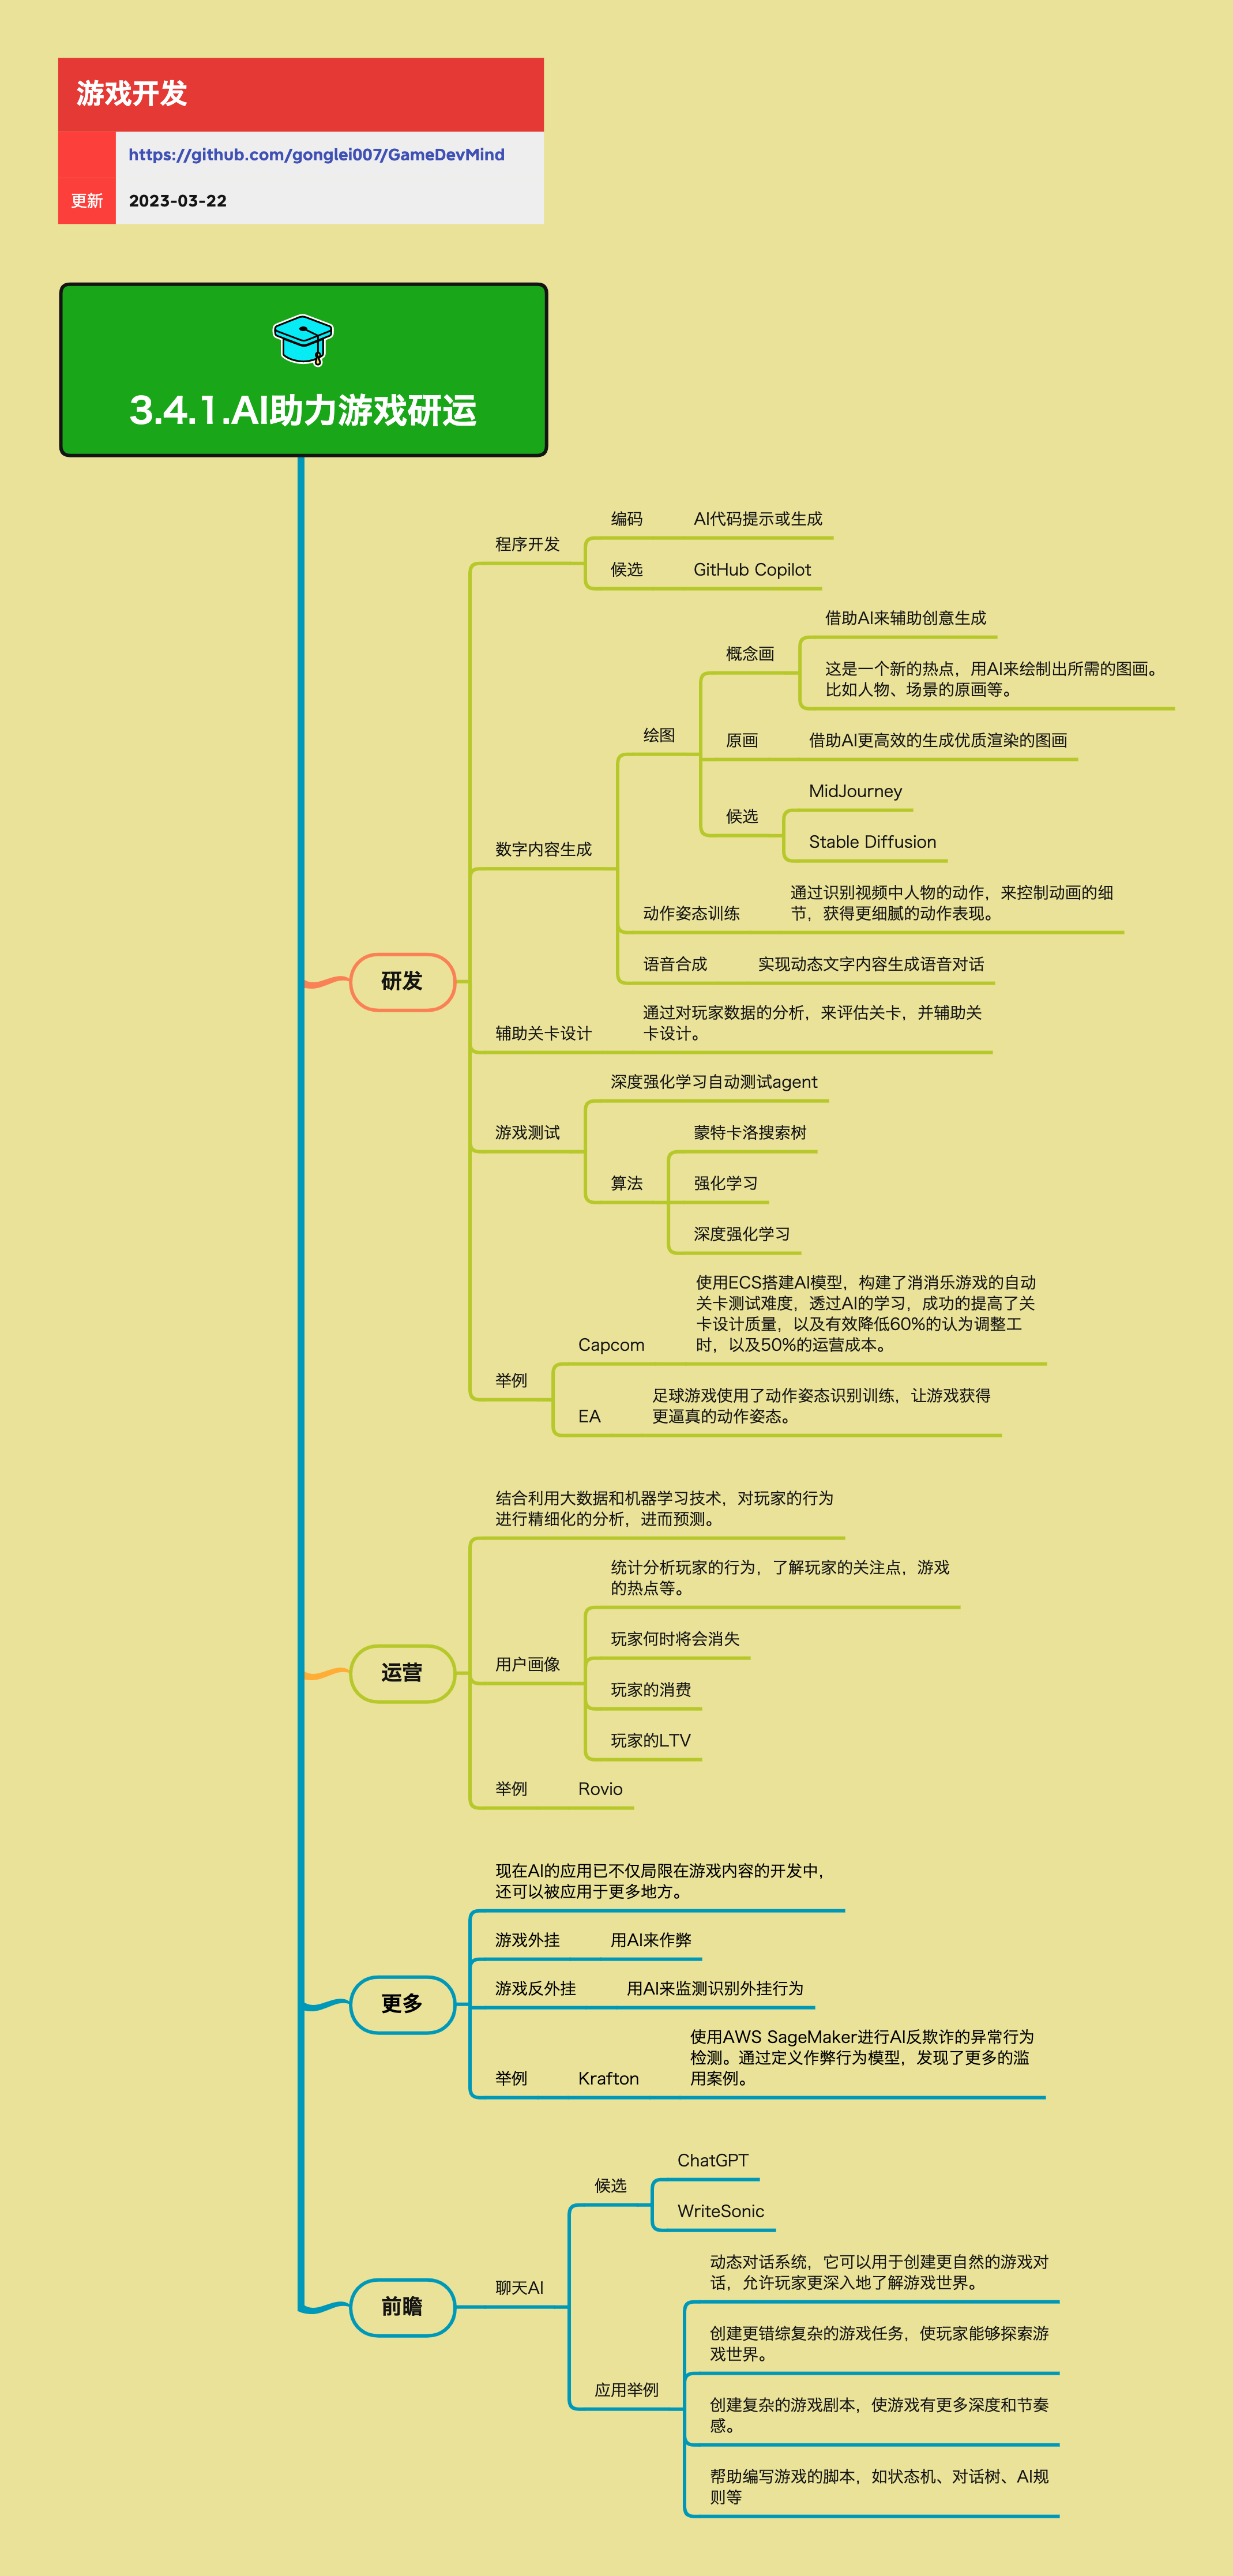 游戏开发
https://github.com/gonglei007/GameDevMind
更新 2023-03-22
3.4.1.AI助力游戏研运
研发
程序开发
编码 AI代码提示或生成
候选 GitHub Copilot
数字内容生成
绘图
概念画
借助AI来辅助创意生成
这是一个新的热点，用AI来绘制出所需的图画。
比如人物、场景的原画等。
原画 借助AI更高效的生成优质渲染的图画
候选
MidJourney
Stable Diffusion
动作姿态训练
通过识别视频中人物的动作，来控制动画的细
节，获得更细腻的动作表现。
语音合成 实现动态文字内容生成语音对话
辅助关卡设计
通过对玩家数据的分析，来评估关卡，并辅助关
卡设计。
游戏测试
深度强化学习自动测试agent
算法
蒙特卡洛搜索树
强化学习
深度强化学习
举例
Capcom
使用ECS搭建AI模型，构建了消消乐游戏的自动
关卡测试难度，透过AI的学习，成功的提高了关
卡设计质量，以及有效降低60%的认为调整工
时，以及50%的运营成本。
EA
足球游戏使用了动作姿态识别训练，让游戏获得
更逼真的动作姿态。
运营
结合利用大数据和机器学习技术，对玩家的行为
进行精细化的分析，进而预测。
用户画像
统计分析玩家的行为，了解玩家的关注点，游戏
的热点等。
玩家何时将会消失
玩家的消费
玩家的LTV
举例 Rovio
更多
现在AI的应用已不仅局限在游戏内容的开发中，
还可以被应用于更多地方。
游戏外挂 用AI来作弊
游戏反外挂 用AI来监测识别外挂行为
举例 Krafton
使用AWS SageMaker进行AI反欺诈的异常行为
检测。通过定义作弊行为模型，发现了更多的滥
用案例。
前瞻
聊天AI
候选
ChatGPT
WriteSonic
应用举例
动态对话系统，它可以用于创建更自然的游戏对
话，允许玩家更深入地了解游戏世界。
创建更错综复杂的游戏任务，使玩家能够探索游
戏世界。
创建复杂的游戏剧本，使游戏有更多深度和节奏
感。
帮助编写游戏的脚本，如状态机、对话树、AI规
则等